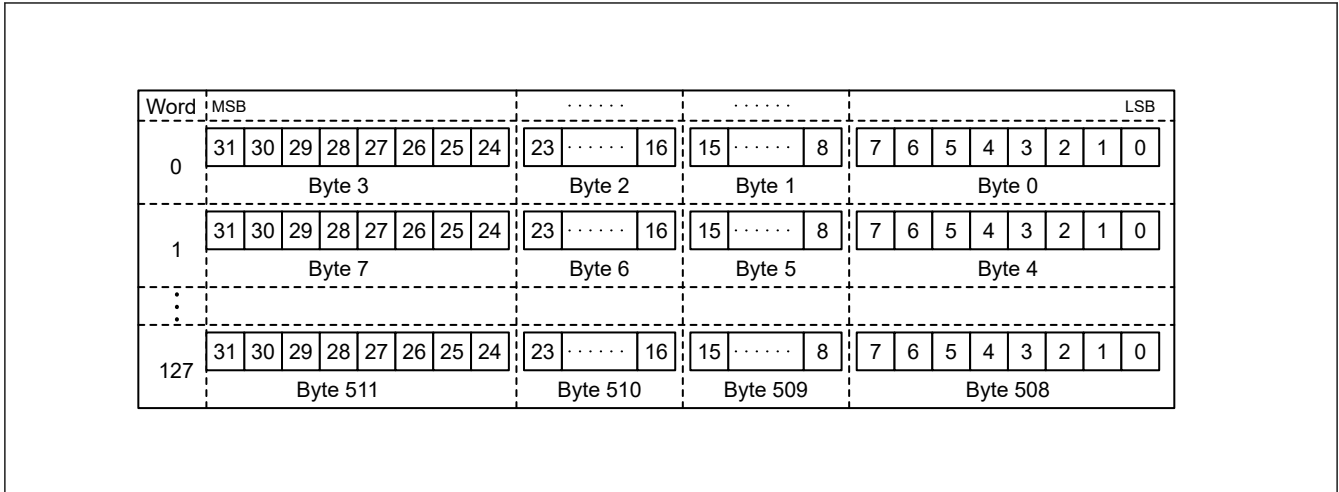 Word MSB ...... ...... LSB
0 31 30 29 28 27 26 25 24 23 ...... 16 15 ...... 8 7 6 5 4 3 2 1 0
Byte 3 Byte 2 Byte 1 Byte 0
1 31 30 29 28 27 26 25 24 23 ...... 16 15 ...... 8 7 6 5 4 3 2 1 0
Byte 7 Byte 6 Byte 5 Byte 4
⋮
127 31 30 29 28 27 26 25 24 23 ...... 16 15 ...... 8 7 6 5 4 3 2 1 0
Byte 511 Byte 510 Byte 509 Byte 508